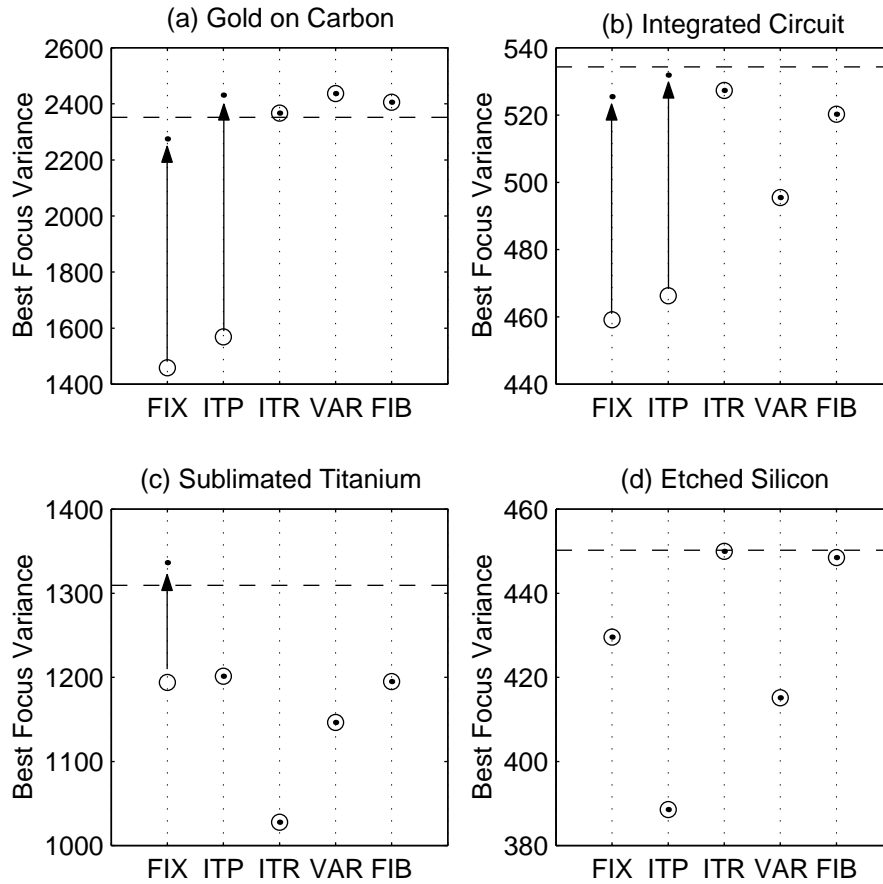 (a) Gold on Carbon
Best Focus Variance
2600
2400
2200
2000
1800
1600
1400
FIX ITP ITR VAR FIB
(b) Integrated Circuit
Best Focus Variance
540
520
500
480
460
440
FIX ITP ITR VAR FIB
(c) Sublimated Titanium
Best Focus Variance
1400
1300
1200
1100
1000
FIX ITP ITR VAR FIB
(d) Etched Silicon
Best Focus Variance
460
440
420
400
380
FIX ITP ITR VAR FIB